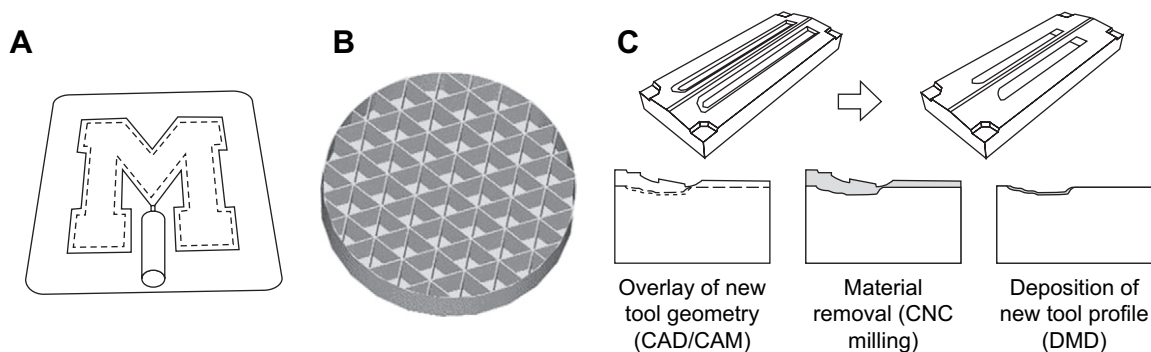 A
B
C
M
Overlay of new
tool geometry
(CAD/CAM)
Material
removal (CNC
milling)
Deposition of
new tool profile
(DMD)